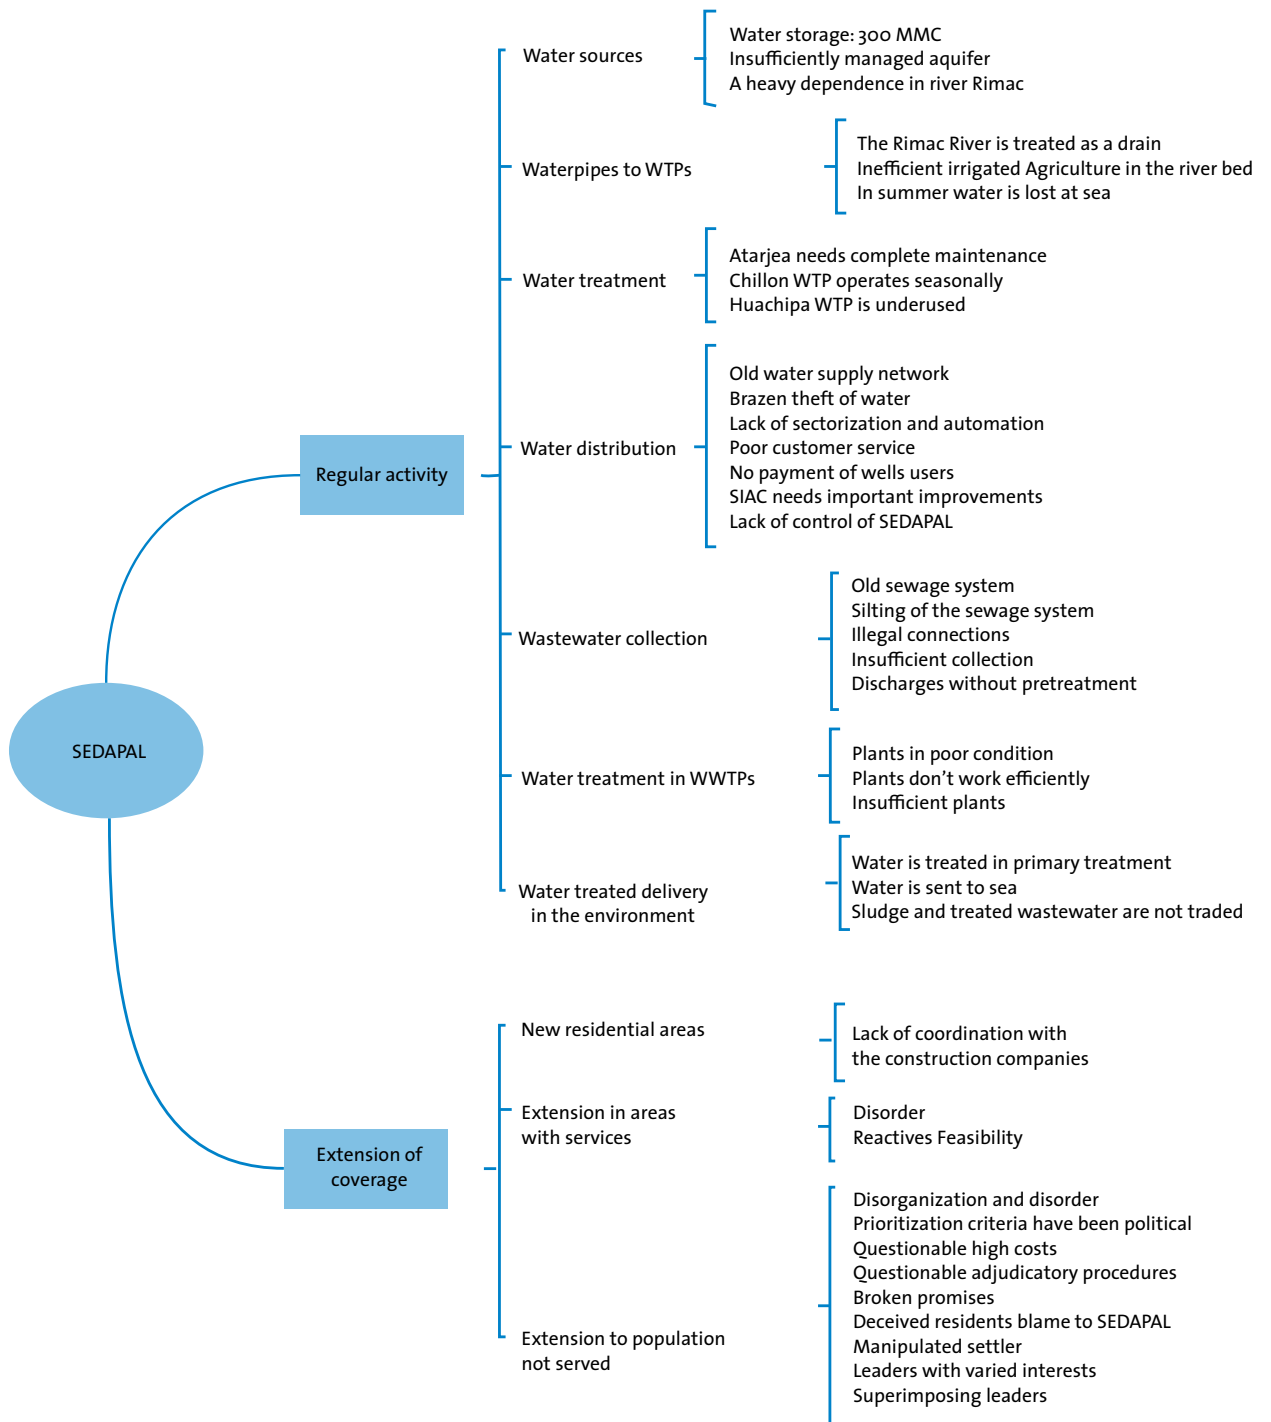 Water sources
Water storage: 300 MMC
Insufficiently managed aquifer
A heavy dependence in river Rimac
Waterpipes to WTPs
The Rimac River is treated as a drain
Inefficient irrigated Agriculture in the river bed
In summer water is lost at sea
Water treatment
Atarjea needs complete maintenance
Chillon WTP operates seasonally
Huachipa WTP is underused
Regular activity
Water distribution
Old water supply network
Brazen theft of water
Lack of sectorization and automation
Poor customer service
No payment of wells users
SIAC needs important improvements
Lack of control of SEDAPAL
Wastewater collection
Old sewage system
Silting of the sewage system
Illegal connections
Insufficient collection
Discharges without pretreatment
SEDAPAL
Water treatment in WWTPs
Plants in poor condition
Plants don’t work efficiently
Insufficient plants
Water treated delivery
in the environment
Water is treated in primary treatment
Water is sent to sea
Sludge and treated wastewater are not traded
New residential areas
Lack of coordination with
the construction companies
Extension of
coverage
Extension in areas
with services
Disorder
Reactives Feasibility
Extension to population
not served
Disorganization and disorder
Prioritization criteria have been political
Questionable high costs
Questionable adjudicatory procedures
Broken promises
Deceived residents blame to SEDAPAL
Manipulated settler
Leaders with varied interests
Superimposing leaders